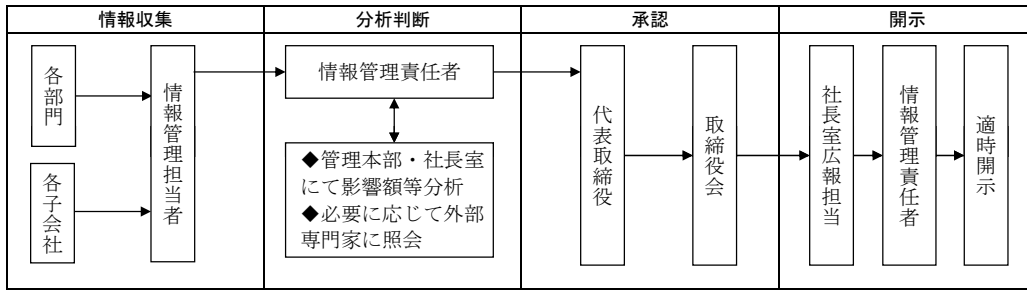 情報収集
分析判断
承認
開示
各部門
各子会社
情報管理担当者
情報管理責任者
◆管理本部・社長室
にて影響額等分析
◆必要に応じて外部
専門家に照会
代表取締役
取締役会
社長室広報担当
情報管理責任者
適時開示